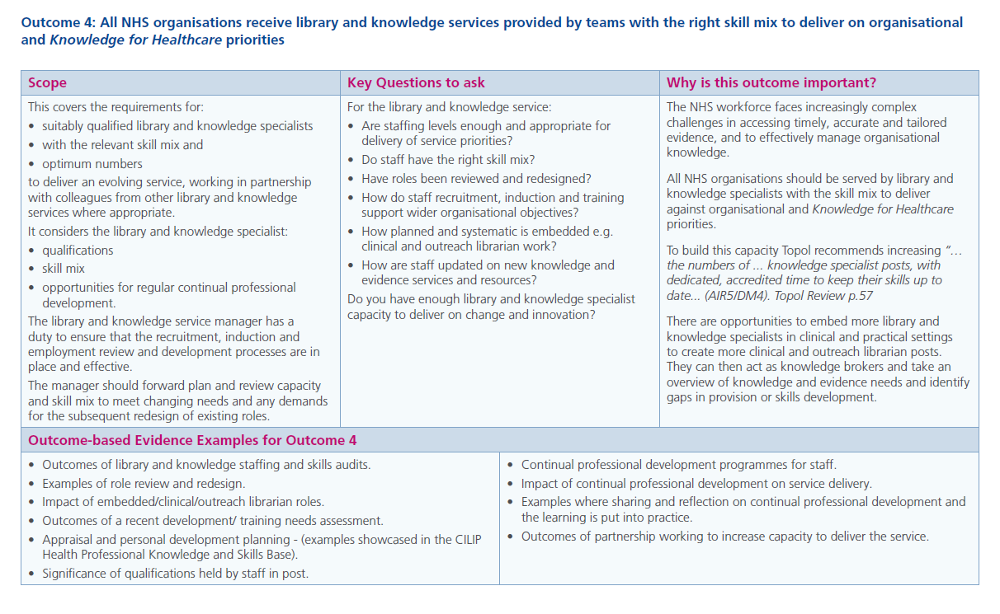 Outcome 4: All NHS organisations receive library and knowledge services provided by teams with the right skill mix to deliver on organisational
and Knowledge for Healthcare priorities
Scope
This covers the requirements for:
• suitably qualified library and knowledge specialists
• with the relevant skill mix and
• optimum numbers
to deliver an evolving service, working in partnership
with colleagues from other library and knowledge
services where appropriate.
It considers the library and knowledge specialist:
• qualifications
• skill mix
• opportunities for regular continual professional
development.
The library and knowledge service manager has a
duty to ensure that the recruitment, induction and
employment review and development processes are in
place and effective.
The manager should forward plan and review capacity
and skill mix to meet changing needs and any demands
for the subsequent redesign of existing roles.
Key Questions to ask
For the library and knowledge service:
• Are staffing levels enough and appropriate for
delivery of service priorities?
• Do staff have the right skill mix?
• Have roles been reviewed and redesigned?
• How do staff recruitment, induction and training
support wider organisational objectives?
• How planned and systematic is embedded e.g.
clinical and outreach librarian work?
• How are staff updated on new knowledge and
evidence services and resources?
Do you have enough library and knowledge specialist
capacity to deliver on change and innovation?
Why is this outcome important?
The NHS workforce faces increasingly complex
challenges in accessing timely, accurate and tailored
evidence, and to effectively manage organisational
knowledge.
All NHS organisations should be served by library and
knowledge specialists with the skill mix to deliver
against organisational and Knowledge for Healthcare
priorities.
To build this capacity Topol recommends increasing “…
the numbers of ... knowledge specialist posts, with
dedicated, accredited time to keep their skills up to
date... (AIR5/DM4). Topol Review p.57
There are opportunities to embed more library and
knowledge specialists in clinical and practical settings
to create more clinical and outreach librarian posts.
They can then act as knowledge brokers and take an
overview of knowledge and evidence needs and identify
gaps in provision or skills development.
Outcome-based Evidence Examples for Outcome 4
• Outcomes of library and knowledge staffing and skills audits.
• Examples of role review and redesign.
• Impact of embedded/clinical/outreach librarian roles.
• Outcomes of a recent development/ training needs assessment.
• Appraisal and personal development planning - (examples showcased in the CILIP
Health Professional Knowledge and Skills Base).
• Significance of qualifications held by staff in post.
• Continual professional development programmes for staff.
• Impact of continual professional development on service delivery.
• Examples where sharing and reflection on continual professional development and
the learning is put into practice.
• Outcomes of partnership working to increase capacity to deliver the service.